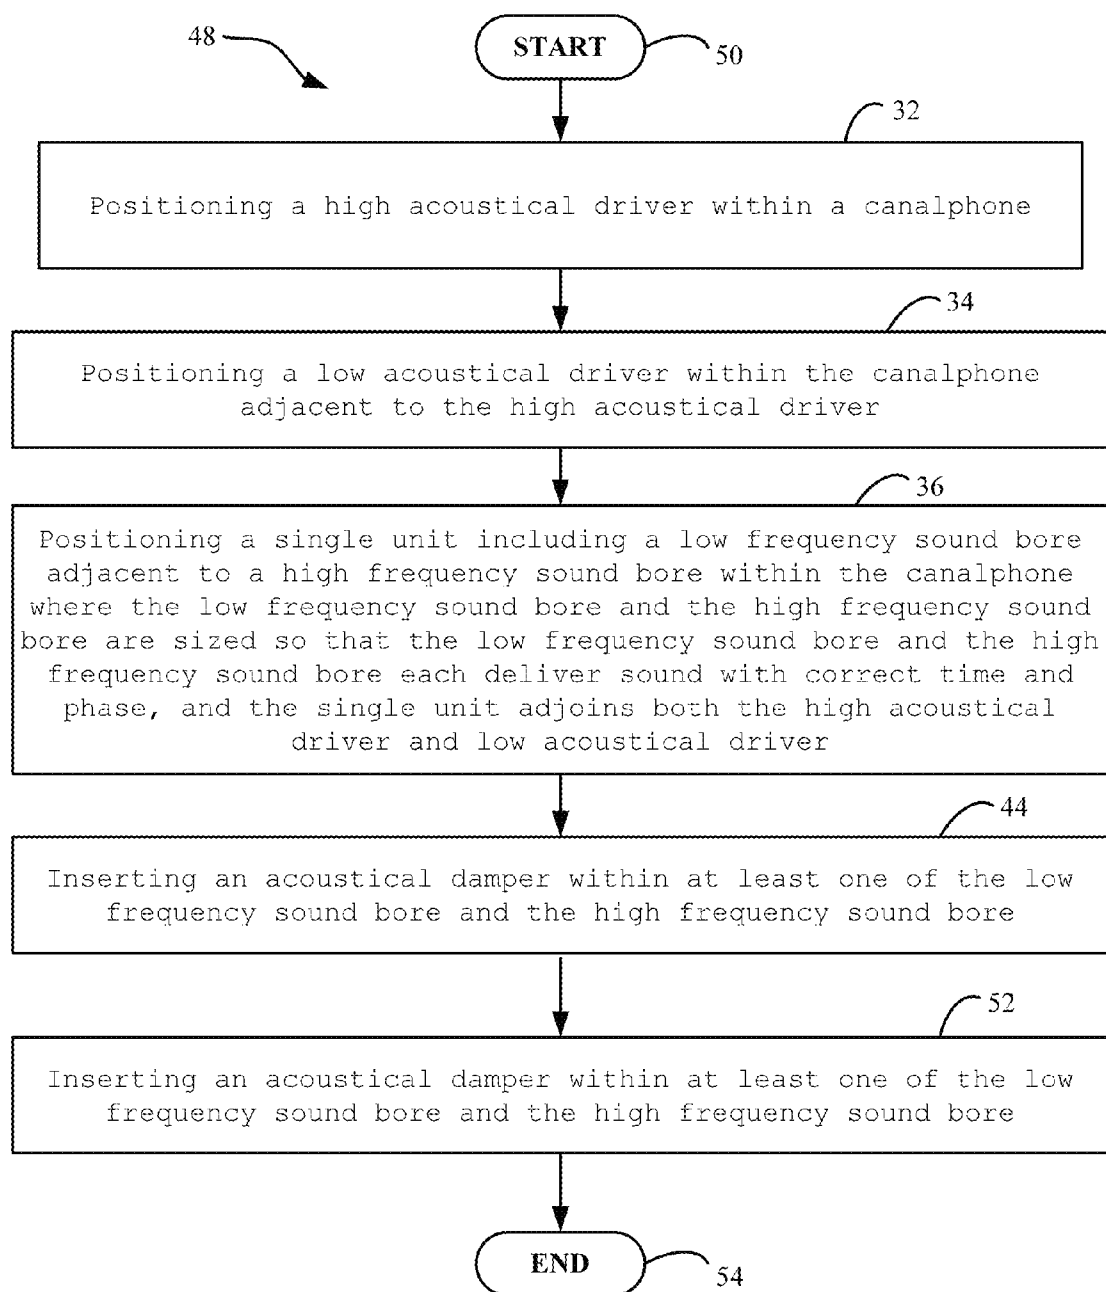 48
START
50
32
Positioning a high acoustical driver within a canalphone
34
Positioning a low acoustical driver within the canalphone
adjacent to the high acoustical driver
36
Positioning a single unit including a low frequency sound bore
adjacent to a high frequency sound bore within the canalphone
where the low frequency sound bore and the high frequency sound
bore are sized so that the low frequency sound bore and the high
frequency sound bore each deliver sound with correct time and
phase, and the single unit adjoins both the high acoustical
driver and low acoustical driver
44
Inserting an acoustical damper within at least one of the low
frequency sound bore and the high frequency sound bore
52
Inserting an acoustical damper within at least one of the low
frequency sound bore and the high frequency sound bore
END
54